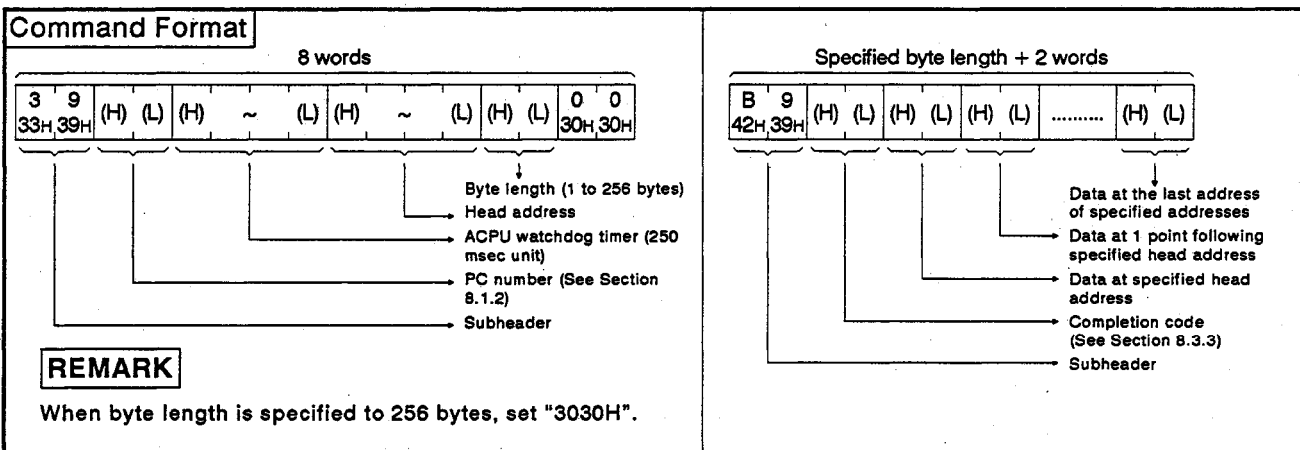 Command Format
8 words
3 9 (H) (L) (H) ~ (L) (H) ~ (L) (H) (L) 0 0
33H 39H 30H 30H
Byte length (1 to 256 bytes)
Head address
ACPU watchdog timer (250
msec unit)
PC number (See Section
8.1.2)
Subheader
REMARK
When byte length is specified to 256 bytes, set "3030H".
Specified byte length + 2 words
B 9 (H) (L) (H) (L) (H) (L) .......... (H) (L)
42H 39H
Data at the last address
of specified addresses
Data at 1 point following
specified head address
Data at specified head
address
Completion code
(See Section 8.3.3)
Subheader